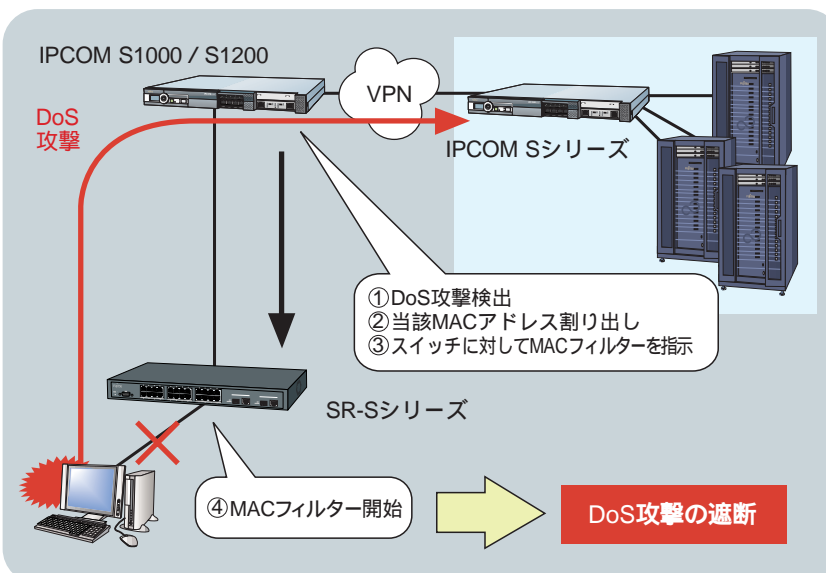 IPCOM S1000 / S1200
VPN
DoS
攻撃
IPCOM Sシリーズ
①DoS攻撃検出
②当該MACアドレス割り出し
③スイッチに対してMACフィルターを指示
SR-Sシリーズ
④MACフィルター開始
DoS攻撃の遮断